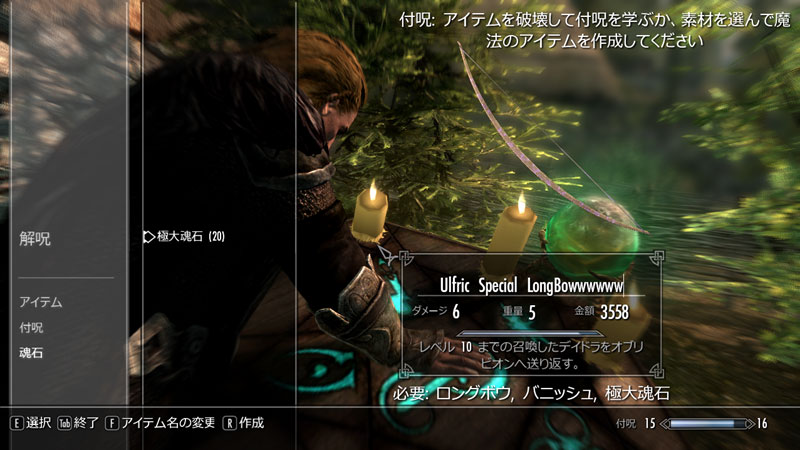 付呪: アイテムを破壊して付呪を学ぶか、素材を選んで魔
法のアイテムを作成してください
解呪
極大魂石 (20)
アイテム
付呪
魂石
Ulfric Special LongBowwwwwww
ダメージ 6 重量 5 金額 3558
レベル 10 までの召喚したデイドラをオブリ
ビオンへ送り返す。
必要: ロングボウ, バニッシュ, 極大魂石
E 選択 Tab 終了 F アイテム名の変更 R 作成
付呪 15 16